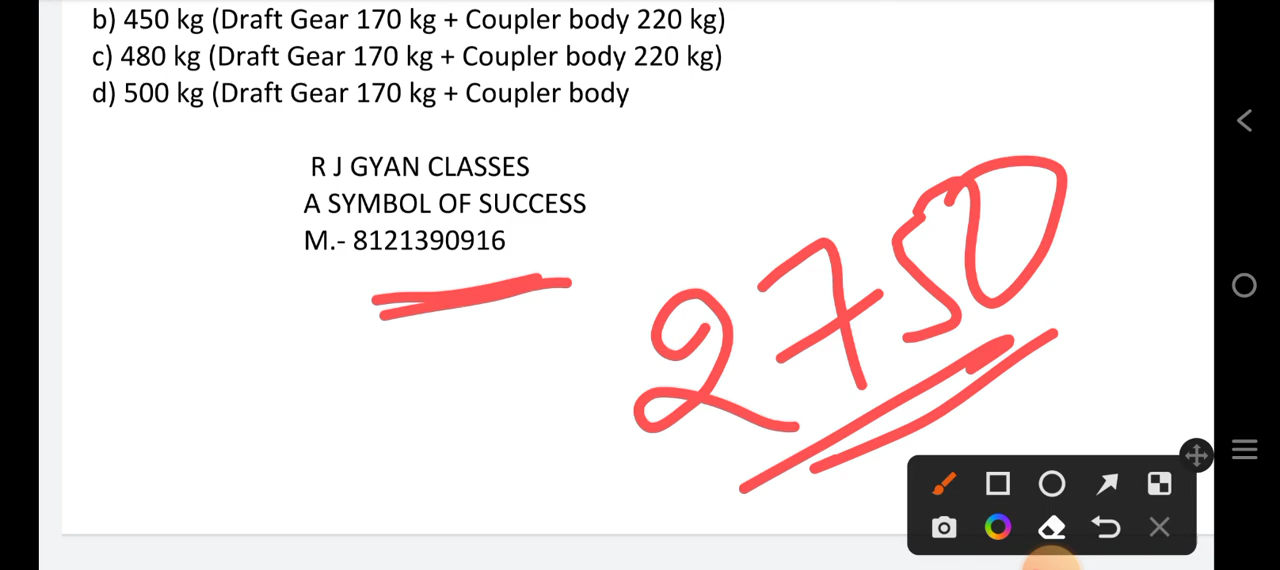 b) 450 kg (Draft Gear 170 kg + Coupler body 220 kg)
c) 480 kg (Draft Gear 170 kg + Coupler body 220 kg)
d) 500 kg (Draft Gear 170 kg + Coupler body
R J GYAN CLASSES
A SYMBOL OF SUCCESS
M.- 8121390916
2750